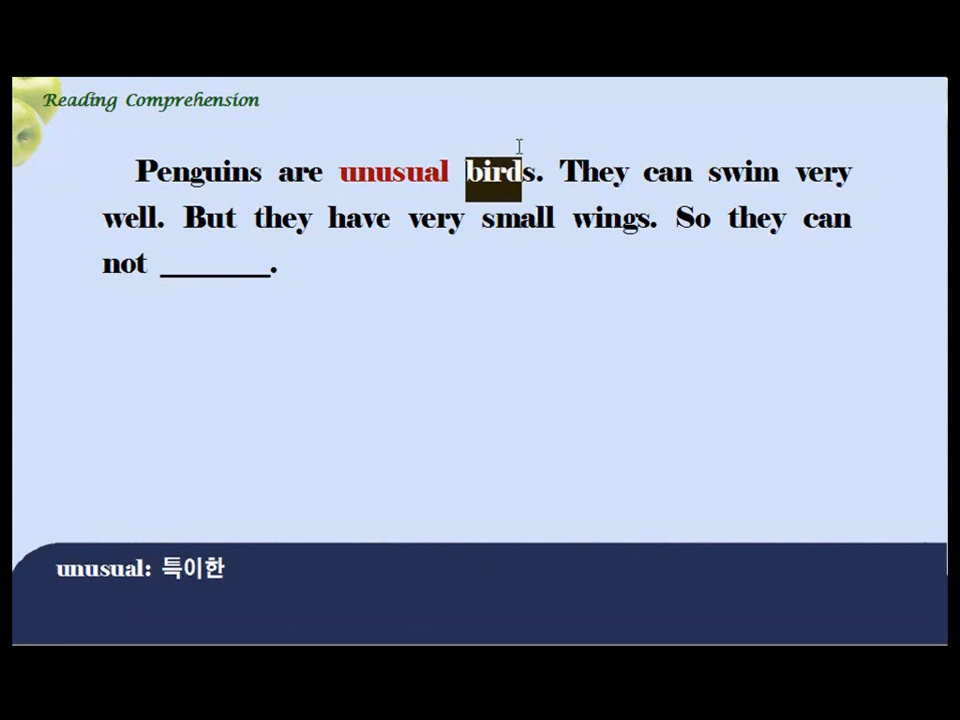 Reading Comprehension
Penguins are unusual birds. They can swim very
well. But they have very small wings. So they can
not _______.
unusual: 특이한